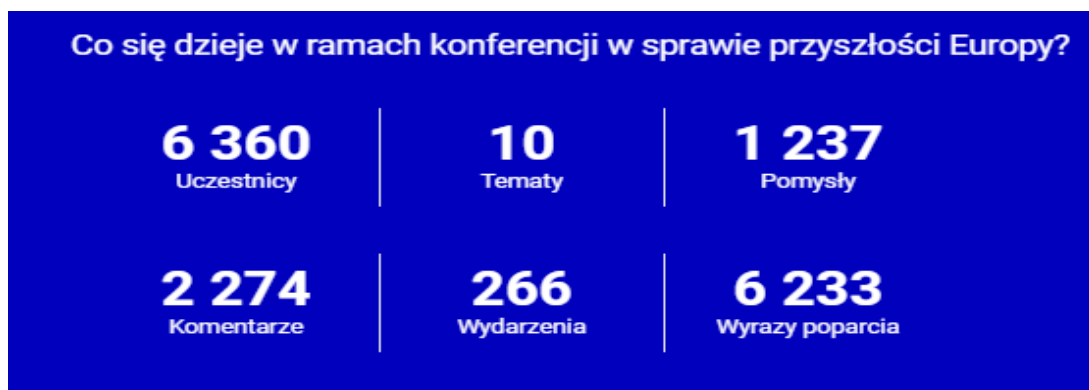 Co się dzieje w ramach konferencji w sprawie przyszłości Europy?
6 360 10 1 237
Uczestnicy Tematy Pomysły
2 274 266 6 233
Komentarze Wydarzenia Wyrazy poparcia